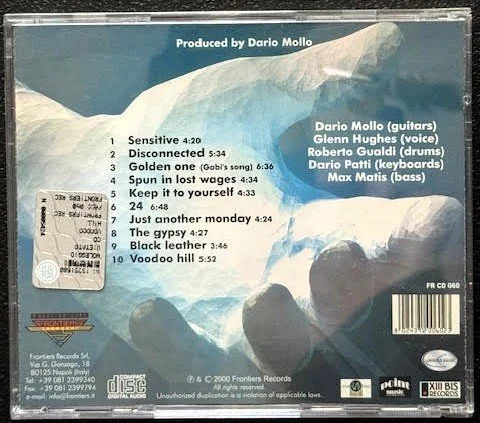 Produced by Dario Mollo
Dario Mollo (guitars)
Glenn Hughes (voice)
Roberto Gualdi (drums)
Dario Patti (keyboards)
Max Matis (bass)
1 Sensitive 4:20
2 Disconnected 5:34
3 Golden one (Gabi's song) 6:36
4 Spun in lost wages 4:34
5 Keep it to yourself 4:33
6 24 6:48
7 Just another monday 4:24
8 The gypsy 4:27
9 Black leather 3:46
10 Voodoo hill 5:52
FR CD 060
FRONTIERS
Frontiers Records Srl,
Via G. Gonzaga, 18
80125 Napoli (Italy)
Tel: +39 081 2399340
Fax: +39 081 2399794
e-mail: info@frontiers.it
COMPACT
disc
DIGITAL AUDIO
℗ & © 2000 Frontiers Records
All rights reserved.
Unauthorized duplication is a violation of applicable laws.
point
music
XIII BIS
RECORDS